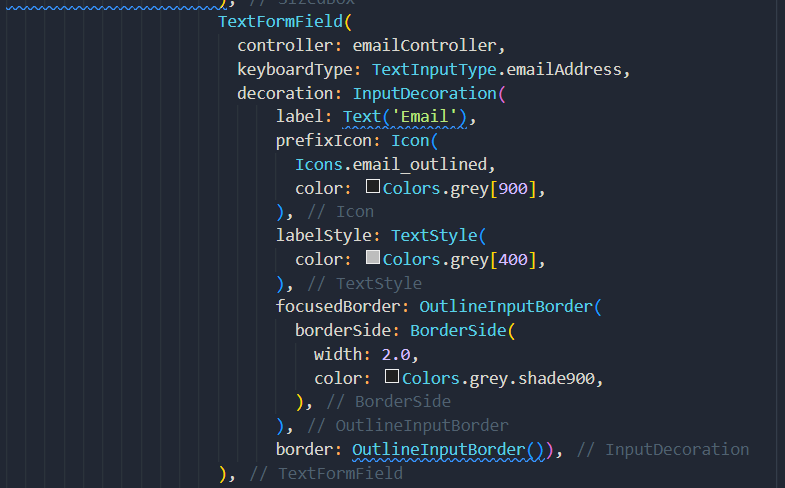 ), // SizedBox
TextFormField(
controller: emailController,
keyboardType: TextInputType.emailAddress,
decoration: InputDecoration(
label: Text('Email'),
prefixIcon: Icon(
Icons.email_outlined,
color: Colors.grey[900],
), // Icon
labelStyle: TextStyle(
color: Colors.grey[400],
), // TextStyle
focusedBorder: OutlineInputBorder(
borderSide: BorderSide(
width: 2.0,
color: Colors.grey.shade900,
), // BorderSide
), // OutlineInputBorder
border: OutlineInputBorder()), // InputDecoration
), // TextFormField